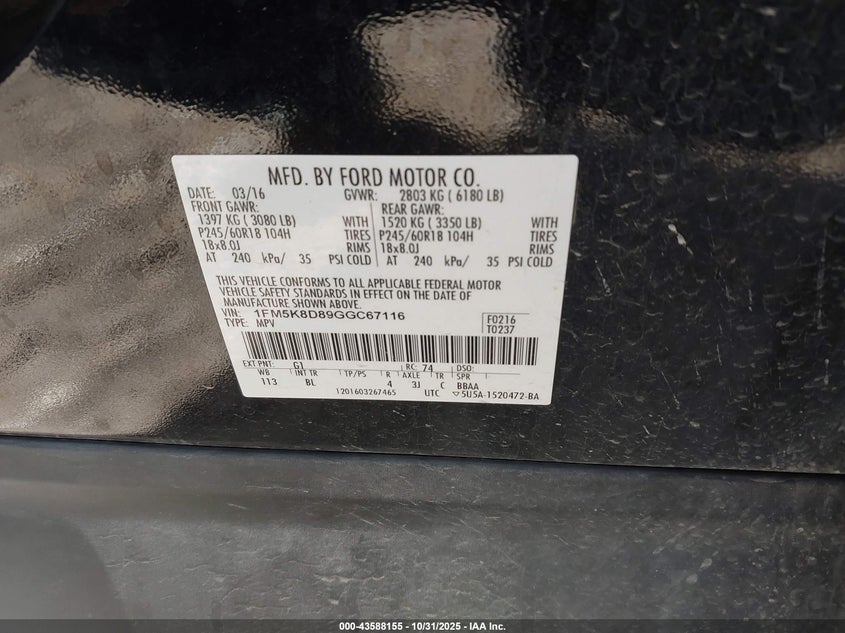 MFD. BY FORD MOTOR CO.
DATE: 03/16 GVWR: 2803 KG ( 6180 LB)
FRONT GAWR: REAR GAWR:
1397 KG ( 3080 LB) WITH 1520 KG ( 3350 LB) WITH
P245/60R18 104H TIRES P245/60R18 104H TIRES
18x8.0J RIMS 18x8.0J RIMS
AT 240 kPa/ 35 PSI COLD AT 240 kPa/ 35 PSI COLD
THIS VEHICLE CONFORMS TO ALL APPLICABLE FEDERAL MOTOR
VEHICLE SAFETY STANDARDS IN EFFECT ON THE DATE OF
MANUFACTURE SHOWN ABOVE.
VIN: 1FM5K8D89GGC67116 F0216
TYPE: MPV T0237
EXT PNT: G1 RC: 74 DSO:
WB INT TR TP/PS R AXLE TR SPR
113 BL 4 3J C BBAA
1201603267465 UTC ▽5U5A-1520472-BA
000-43588155 - 10/31/2025 - IAA Inc.